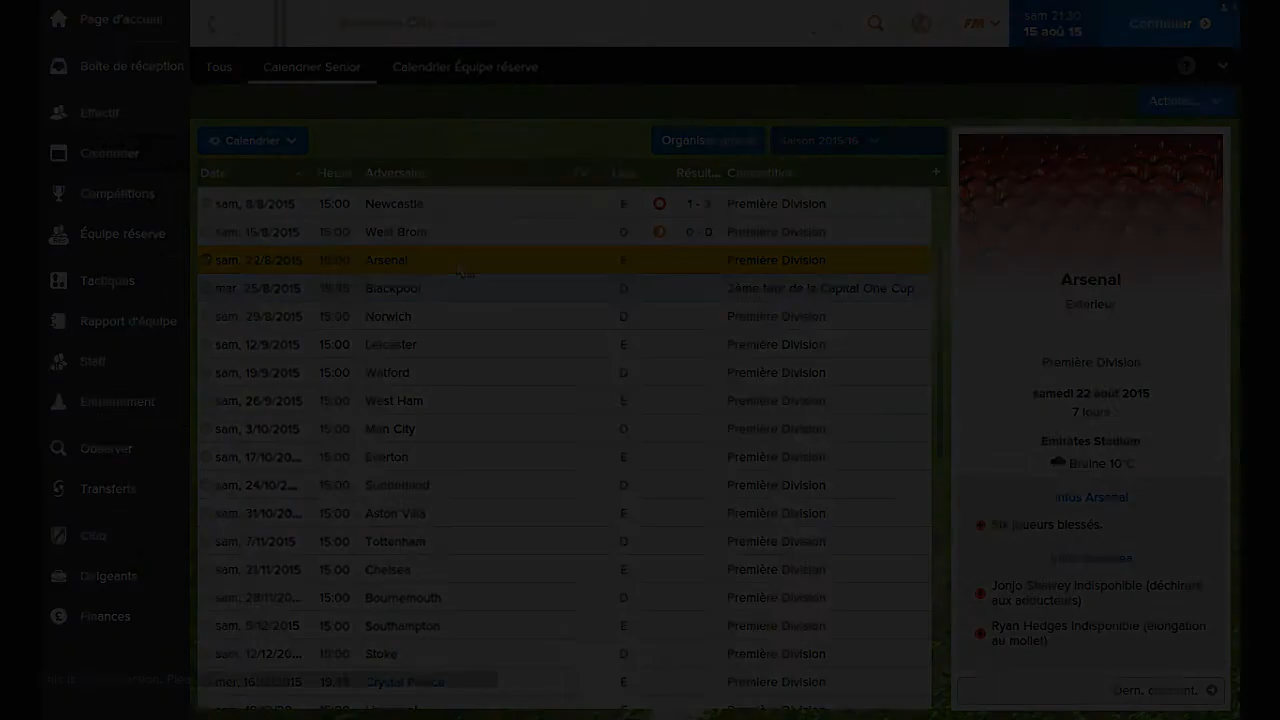 Page d'accueil
sam 21:30
15 aoû 15
Continuer
Boîte de réception
Tous
Calendrier Senior
Calendrier Équipe réserve
Effectif
Actions...
Calendrier
Calendrier
Saison 2015/16
Compétitions
Date
Heure
Adversaire
Lieu
Résult...
Compétition
Équipe réserve
sam, 8/8/2015 15:00 Newcastle E 1 - 3 Première Division
sam, 15/8/2015 15:00 West Brom D 0 - 0 Première Division
sam, 22/8/2015 Arsenal E Première Division
Tactiques
mar, 25/8/2015 Blackpool D 2ème tour de la Capital One Cup
Rapport d'équipe
sam, 29/8/2015 15:00 Norwich D Première Division
sam, 12/9/2015 15:00 Leicester E Première Division
Staff
sam, 19/9/2015 15:00 Watford D Première Division
Entraînement
sam, 26/9/2015 15:00 West Ham E Première Division
sam, 3/10/2015 15:00 Man City D Première Division
Observer
sam, 17/10/20... 15:00 Everton E Première Division
Transferts
sam, 24/10/2... 15:00 Sunderland D Première Division
sam, 31/10/20... 15:00 Aston Villa E Première Division
Club
sam, 7/11/2015 15:00 Tottenham D Première Division
Dirigeants
sam, 21/11/2015 15:00 Chelsea E Première Division
sam, 28/11/20... 15:00 Bournemouth D Première Division
Finances
sam, 5/12/2015 15:00 Southampton E Première Division
sam, 12/12/20... 15:00 Stoke D Première Division
mer, 2015 Crystal Palace E Première Division
Arsenal
Extérieur
Première Division
samedi 22 août 2015
7 jours
Emirates Stadium
Bruine 10°C
Infos Arsenal
Six joueurs blessés.
Jonjo Shelvey indisponible (déchirure
aux adducteurs)
Ryan Hedges indisponible (élongation
au mollet)
Dern. confront.